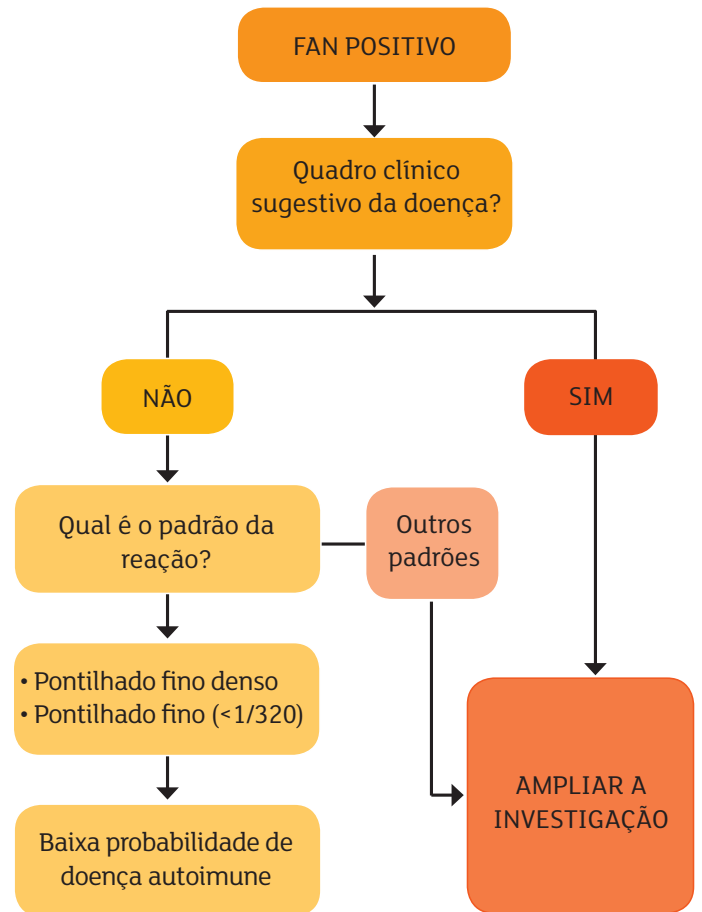 FAN POSITIVO
Quadro clínico
sugestivo da doença?
NÃO
SIM
Qual é o padrão da
reação?
Outros
padrões
• Pontilhado fino denso
• Pontilhado fino (<1/320)
Baixa probabilidade de
doença autoimune
AMPLIAR A
INVESTIGAÇÃO